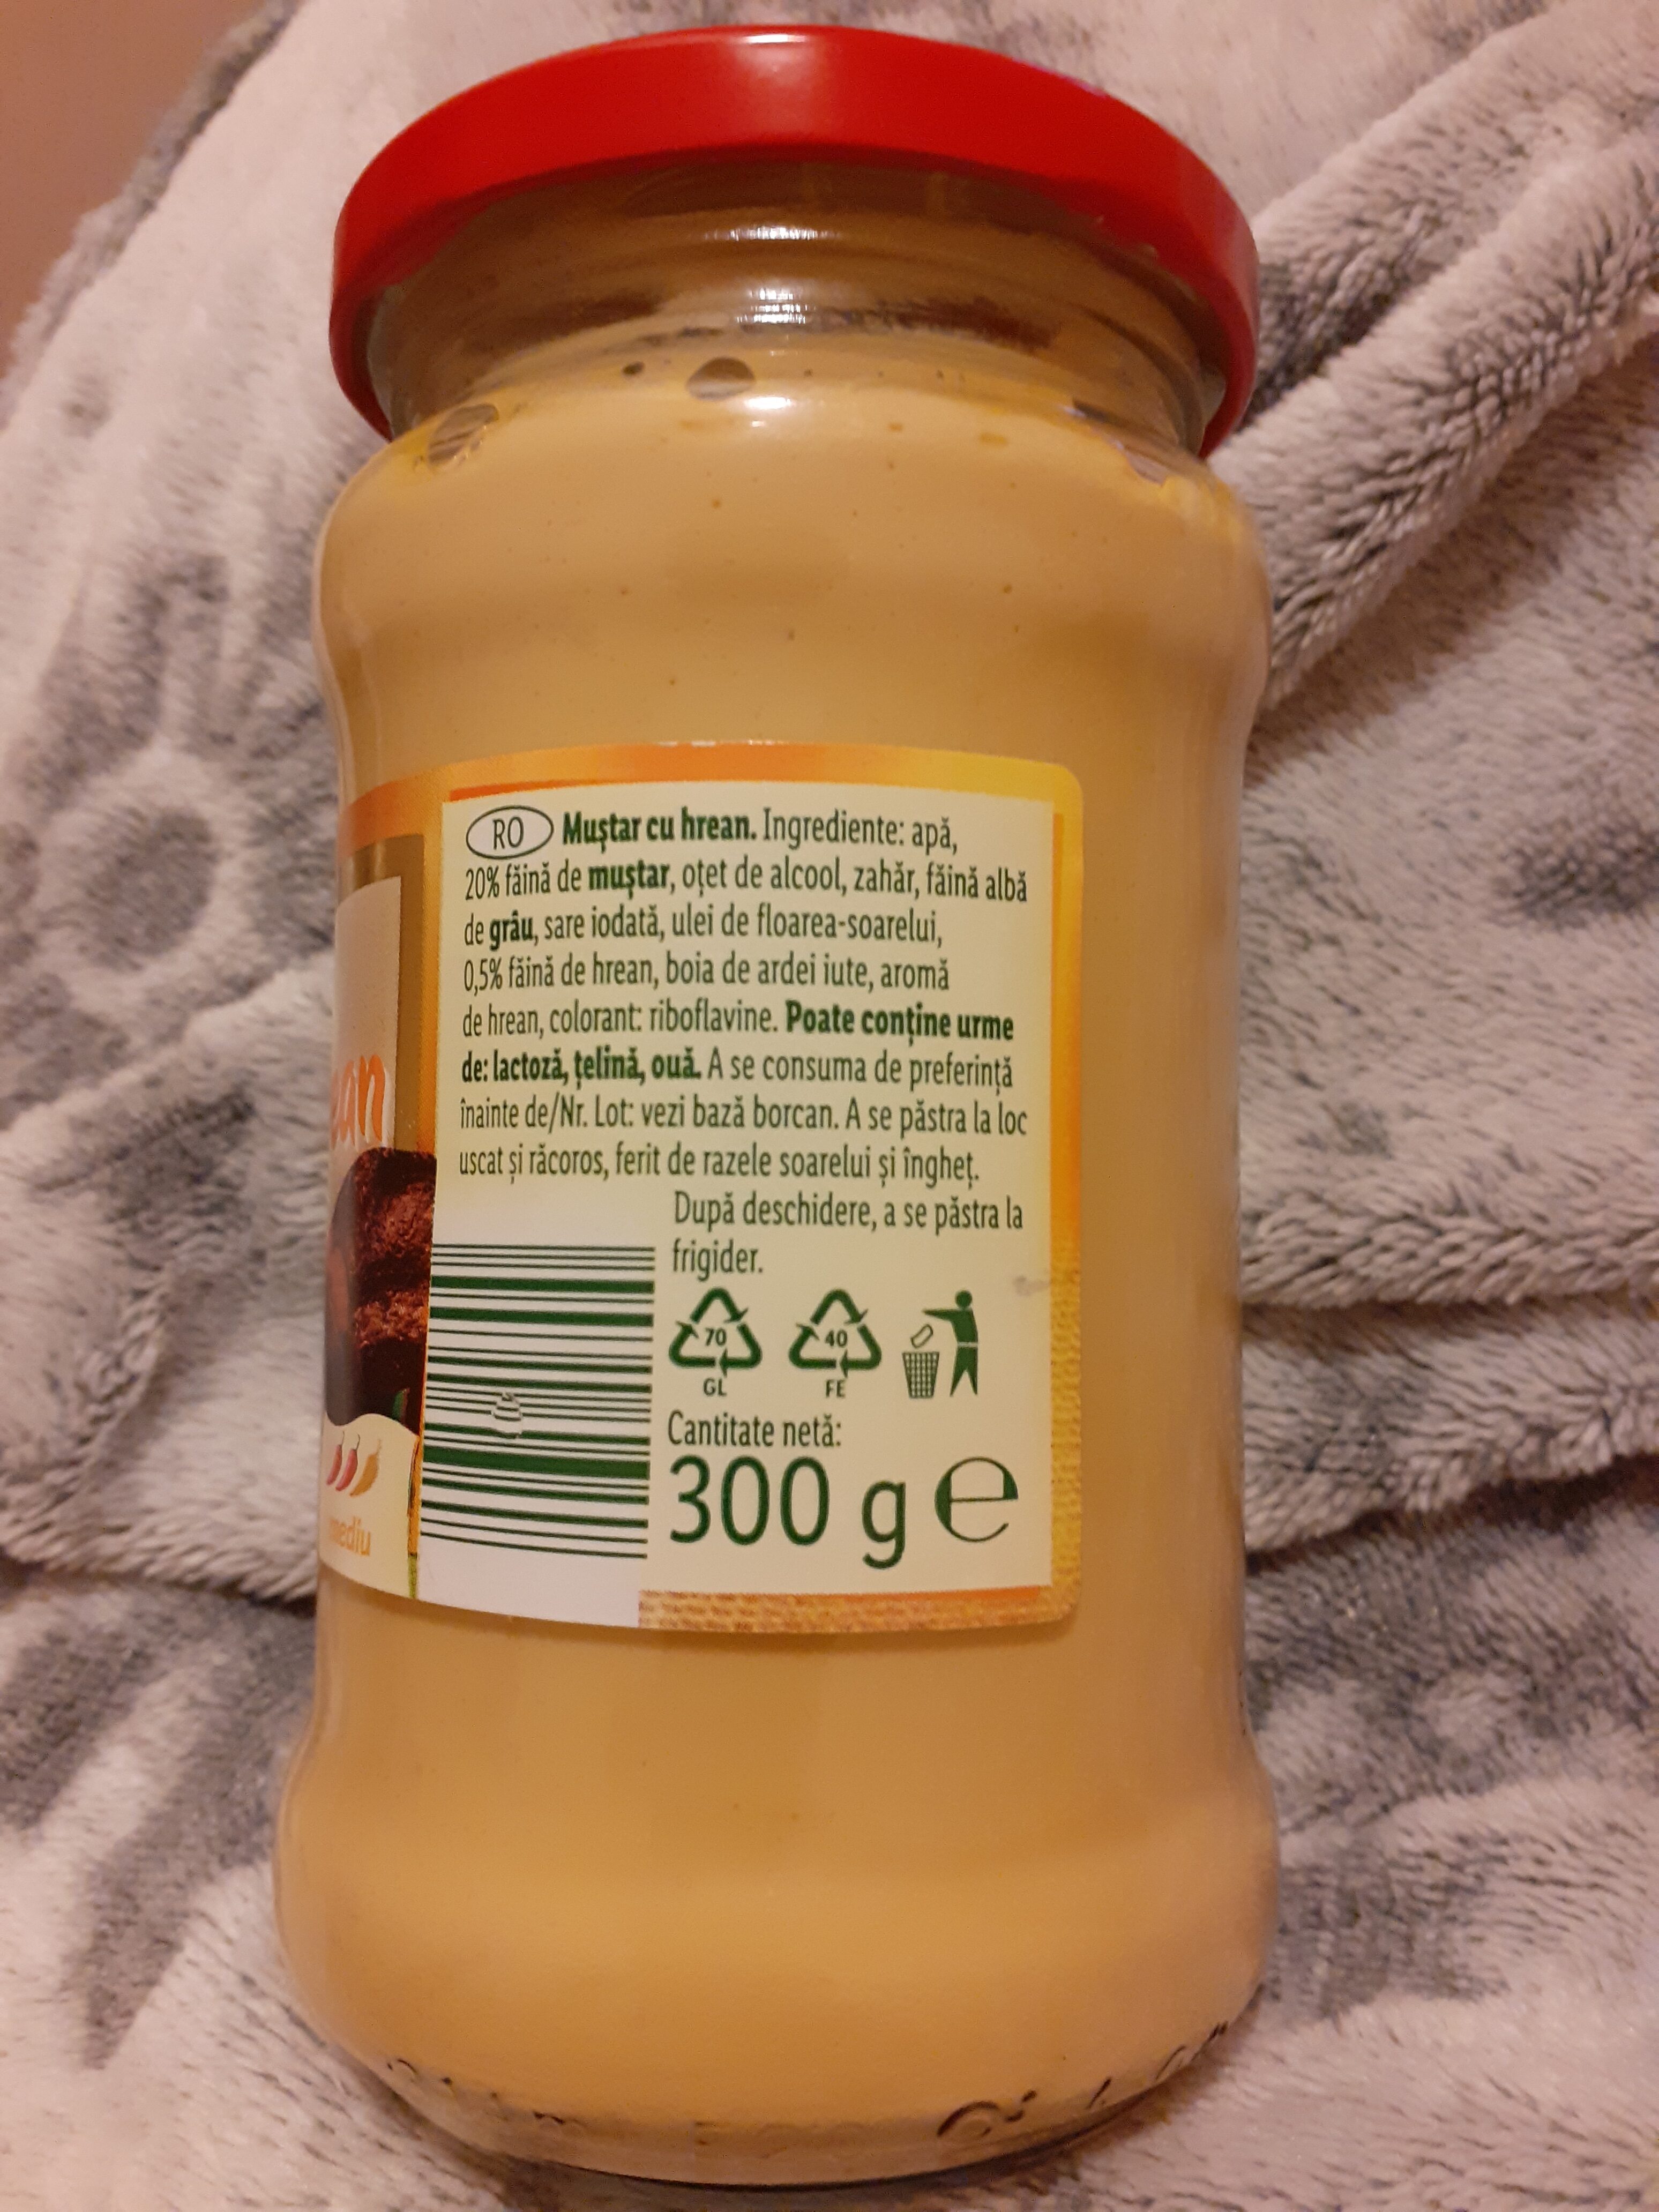 RO Muștar cu hrean. Ingrediente: apă,
20% făină de muștar, oțet de alcool, zahăr, făină albă
de grâu, sare iodată, ulei de floarea-soarelui,
0,5% făină de hrean, boia de ardei iute, aromă
de hrean, colorant: riboflavine. Poate conține urme
de: lactoză, țelină, ouă. A se consuma de preferință
înainte de/Nr. Lot: vezi bază borcan. A se păstra la loc
uscat și răcoros, ferit de razele soarelui și îngheț.
După deschidere, a se păstra la
frigider.
70 40
GL FE
Cantitate netă:
300 g e
mediu